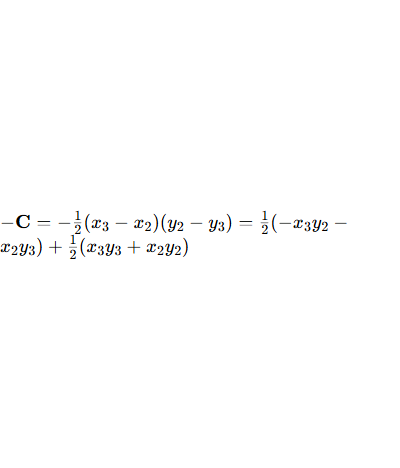 −C = −½(x₃ − x₂)(y₂ − y₃) = ½(−x₃y₂ −
x₂y₃) + ½(x₃y₃ + x₂y₂)